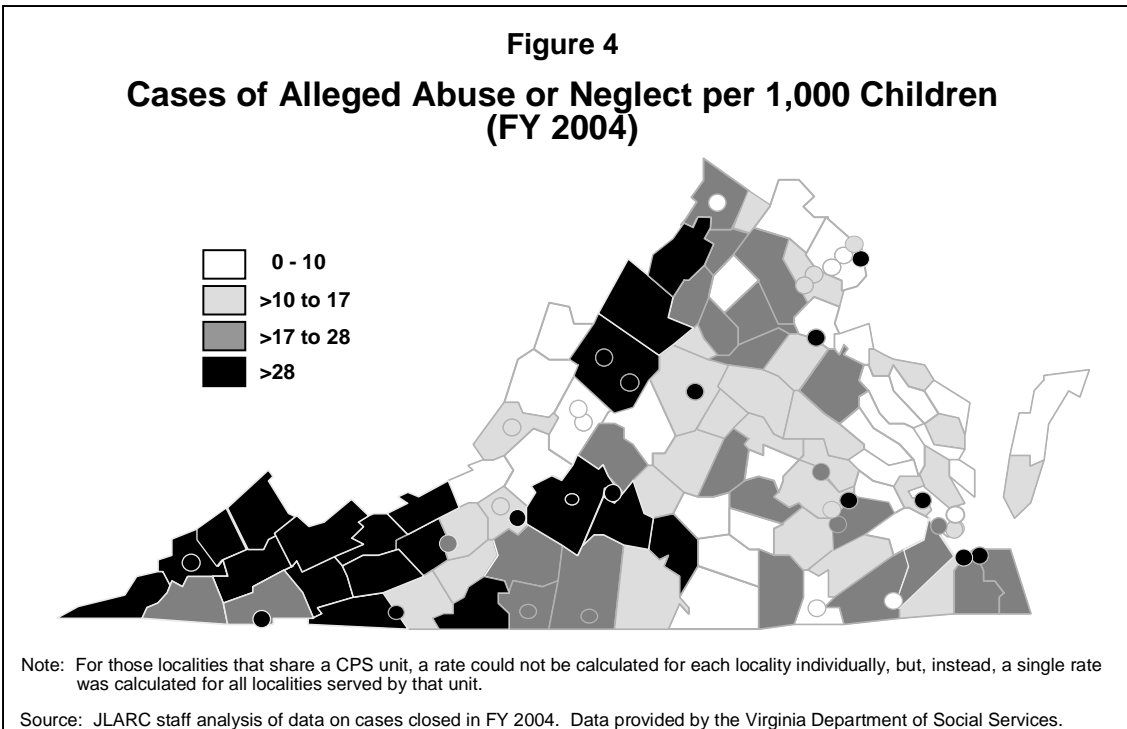 Figure 4
Cases of Alleged Abuse or Neglect per 1,000 Children
(FY 2004)
0 - 10
>10 to 17
>17 to 28
>28
Note: For those localities that share a CPS unit, a rate could not be calculated for each locality individually, but, instead, a single rate
was calculated for all localities served by that unit.
Source: JLARC staff analysis of data on cases closed in FY 2004. Data provided by the Virginia Department of Social Services.